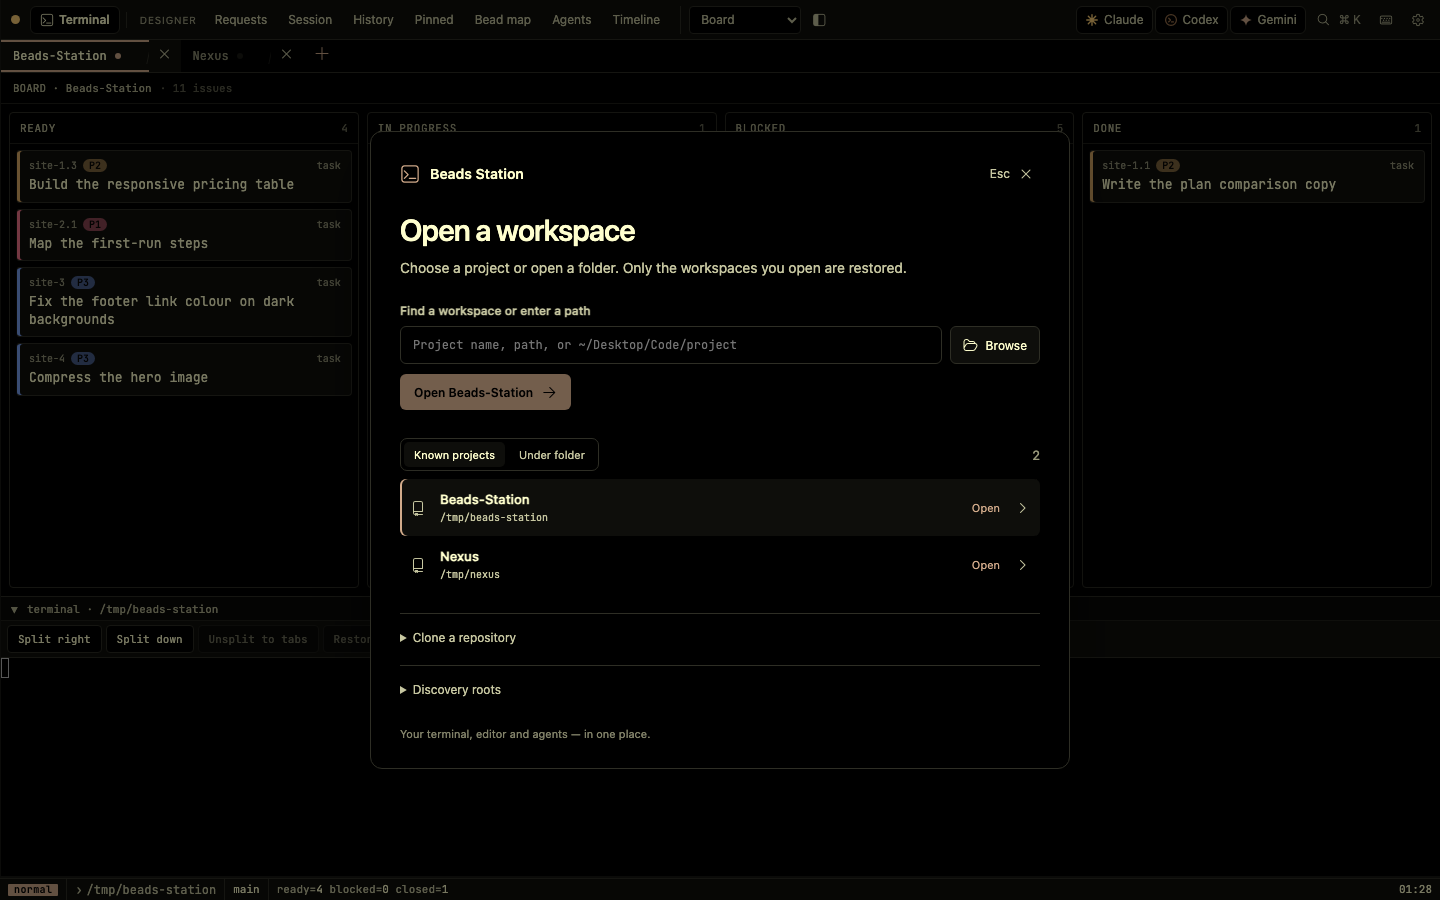 Terminal DESIGNER Requests Session History Pinned Bead map Agents Timeline Board Claude Codex Gemini ⌘ K
Beads-Station Nexus
BOARD · Beads-Station · 11 issues
READY 4
site-1.3 P2 task
Build the responsive pricing table
site-2.1 P1 task
Map the first-run steps
site-3 P3 task
Fix the footer link colour on dark
backgrounds
site-4 P3 task
Compress the hero image
IN PROGRESS 1
BLOCKED 5
DONE 1
site-1.1 P2 task
Write the plan comparison copy
Beads Station Esc
Open a workspace
Choose a project or open a folder. Only the workspaces you open are restored.
Find a workspace or enter a path
Project name, path, or ~/Desktop/Code/project Browse
Open Beads-Station
Known projects Under folder 2
Beads-Station
/tmp/beads-station
Open
Nexus
/tmp/nexus
Open
Clone a repository
Discovery roots
Your terminal, editor and agents — in one place.
terminal · /tmp/beads-station
Split right Split down Unsplit to tabs
normal /tmp/beads-station main ready=4 blocked=0 closed=1 01:28